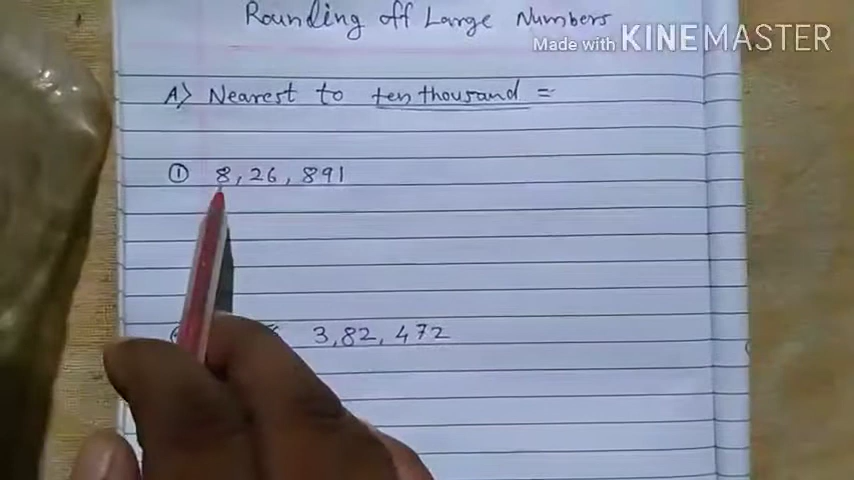 Rounding off Large Numbers
Made with KINEMASTER
A) Nearest to ten thousand =
① 8, 26, 891
3,82, 472